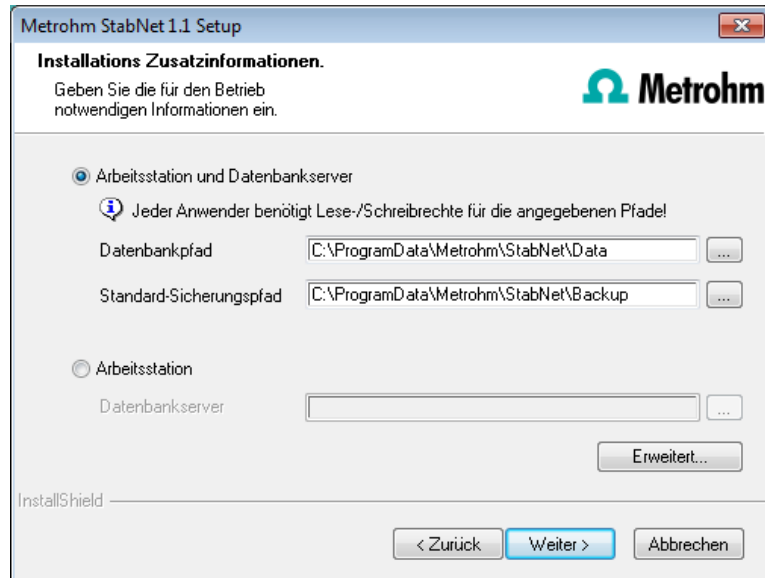 Metrohm StabNet 1.1 Setup
Installations Zusatzinformationen.
Geben Sie die für den Betrieb
notwendigen Informationen ein.
Metrohm
Arbeitsstation und Datenbankserver
Jeder Anwender benötigt Lese-/Schreibrechte für die angegebenen Pfade!
Datenbankpfad C:\ProgramData\Metrohm\StabNet\Data ...
Standard-Sicherungspfad C:\ProgramData\Metrohm\StabNet\Backup ...
Arbeitsstation
Datenbankserver ...
Erweitert...
InstallShield
< Zurück Weiter > Abbrechen